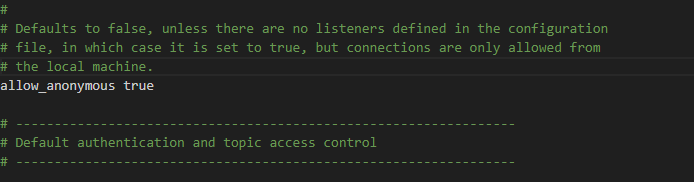 #
# Defaults to false, unless there are no listeners defined in the configuration
# file, in which case it is set to true, but connections are only allowed from
# the local machine.
allow_anonymous true
# -----------------------------------------------------------------
# Default authentication and topic access control
# -----------------------------------------------------------------